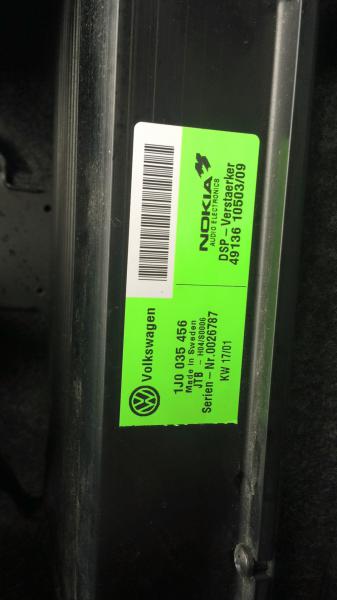 Volkswagen
1J0 035 456
Made in Sweden
JTB - H04/S0006
Serien-Nr.0026787
KW 17/01
NOKIA
AUDIO ELECTRONICS
DSP-Verstaerker
49136 10503/09